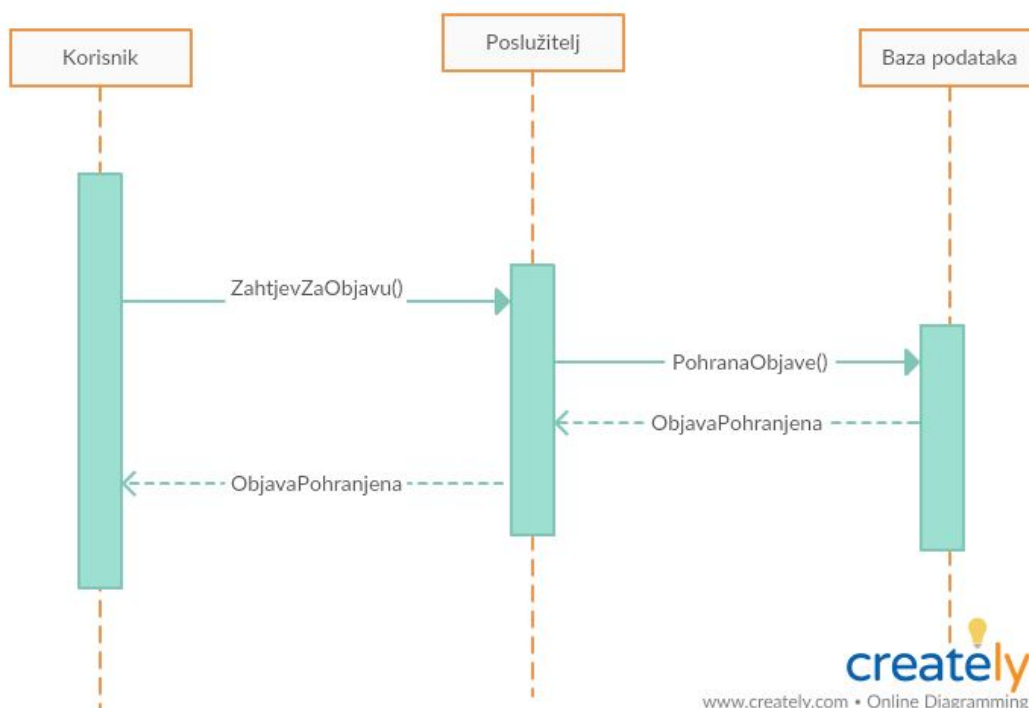 Korisnik
Poslužitelj
Baza podataka
ZahtjevZaObjavu()
PohranaObjave()
ObjavaPohranjena
ObjavaPohranjena
creately
www.creately.com • Online Diagramming